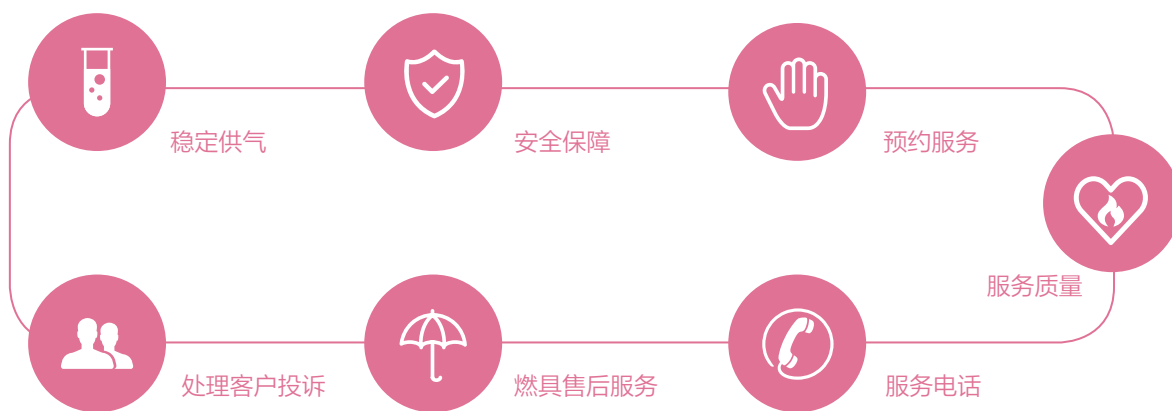 稳定供气
安全保障
预约服务
服务质量
处理客户投诉
燃具售后服务
服务电话